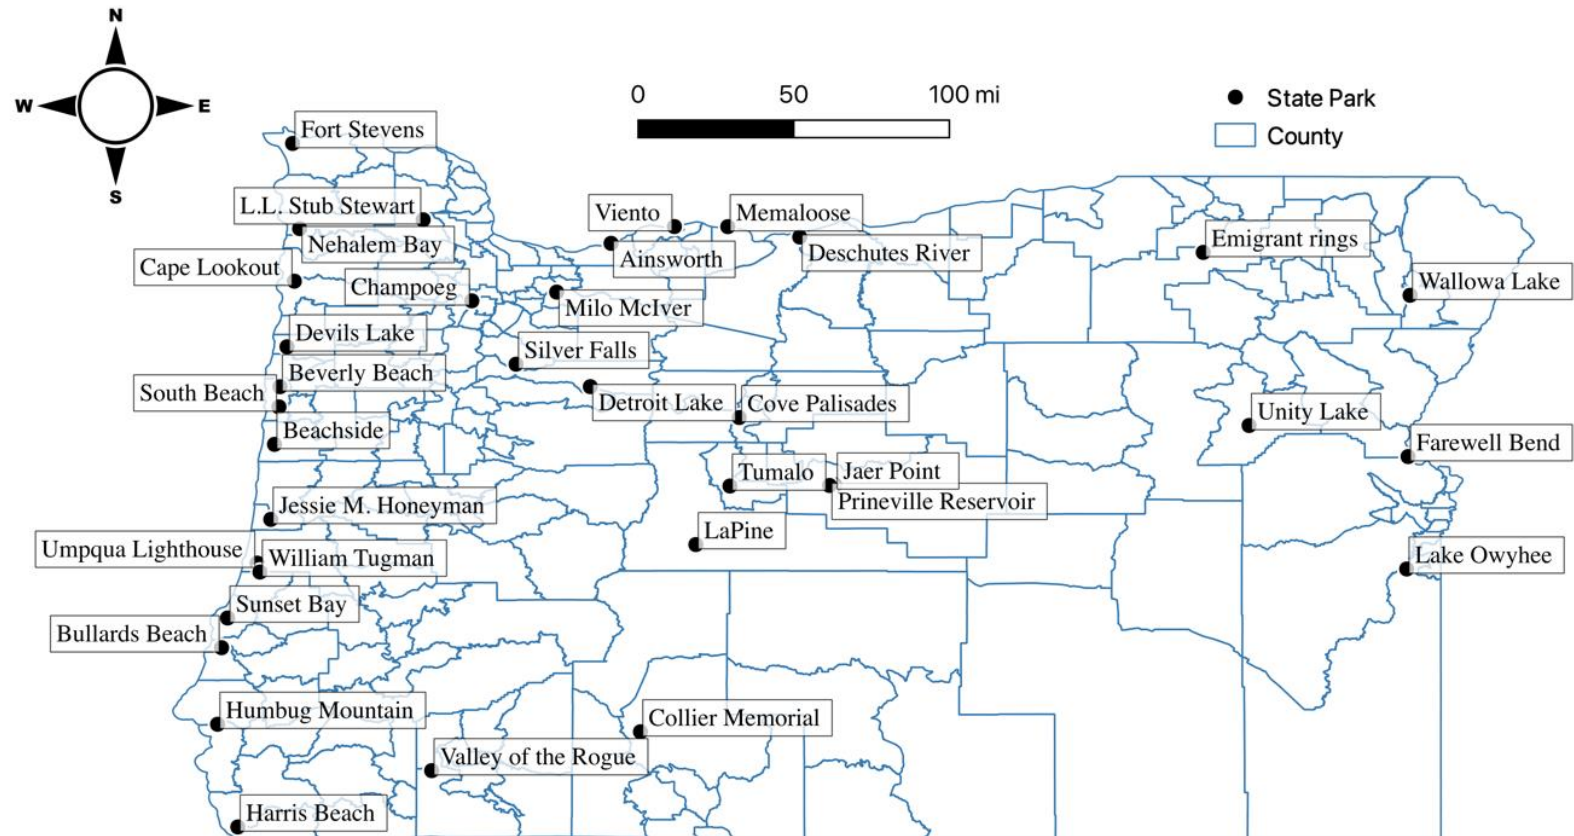 N
W
E
S
0 50 100 mi
State Park
County
Fort Stevens
L.L. Stub Stewart
Nehalem Bay
Viento
Memaloose
Ainsworth
Deschutes River
Emigrant rings
Wallowa Lake
Cape Lookout
Champoeg
Milo McIver
Devils Lake
Silver Falls
Beverly Beach
South Beach
Detroit Lake
Cove Palisades
Unity Lake
Beachside
Farewell Bend
Tumalo
Jaer Point
Prineville Reservoir
Jessie M. Honeyman
LaPine
Umpqua Lighthouse
William Tugman
Lake Owyhee
Sunset Bay
Bullards Beach
Humbug Mountain
Collier Memorial
Valley of the Rogue
Harris Beach